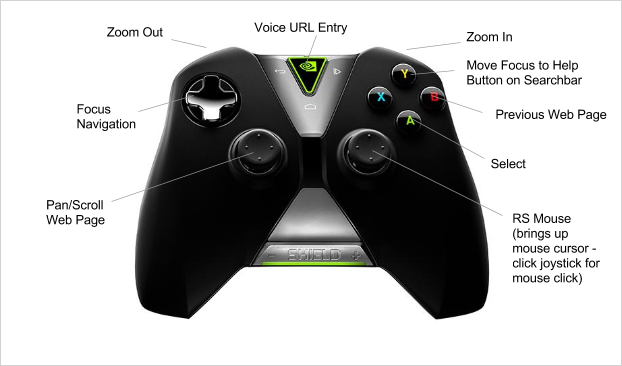 Voice URL Entry
Zoom Out
Zoom In
Move Focus to Help
Button on Searchbar
Y
X
B
A
Focus
Navigation
Previous Web Page
Select
Pan/Scroll
Web Page
RS Mouse
(brings up
mouse cursor -
click joystick for
mouse click)
- SHIELD +